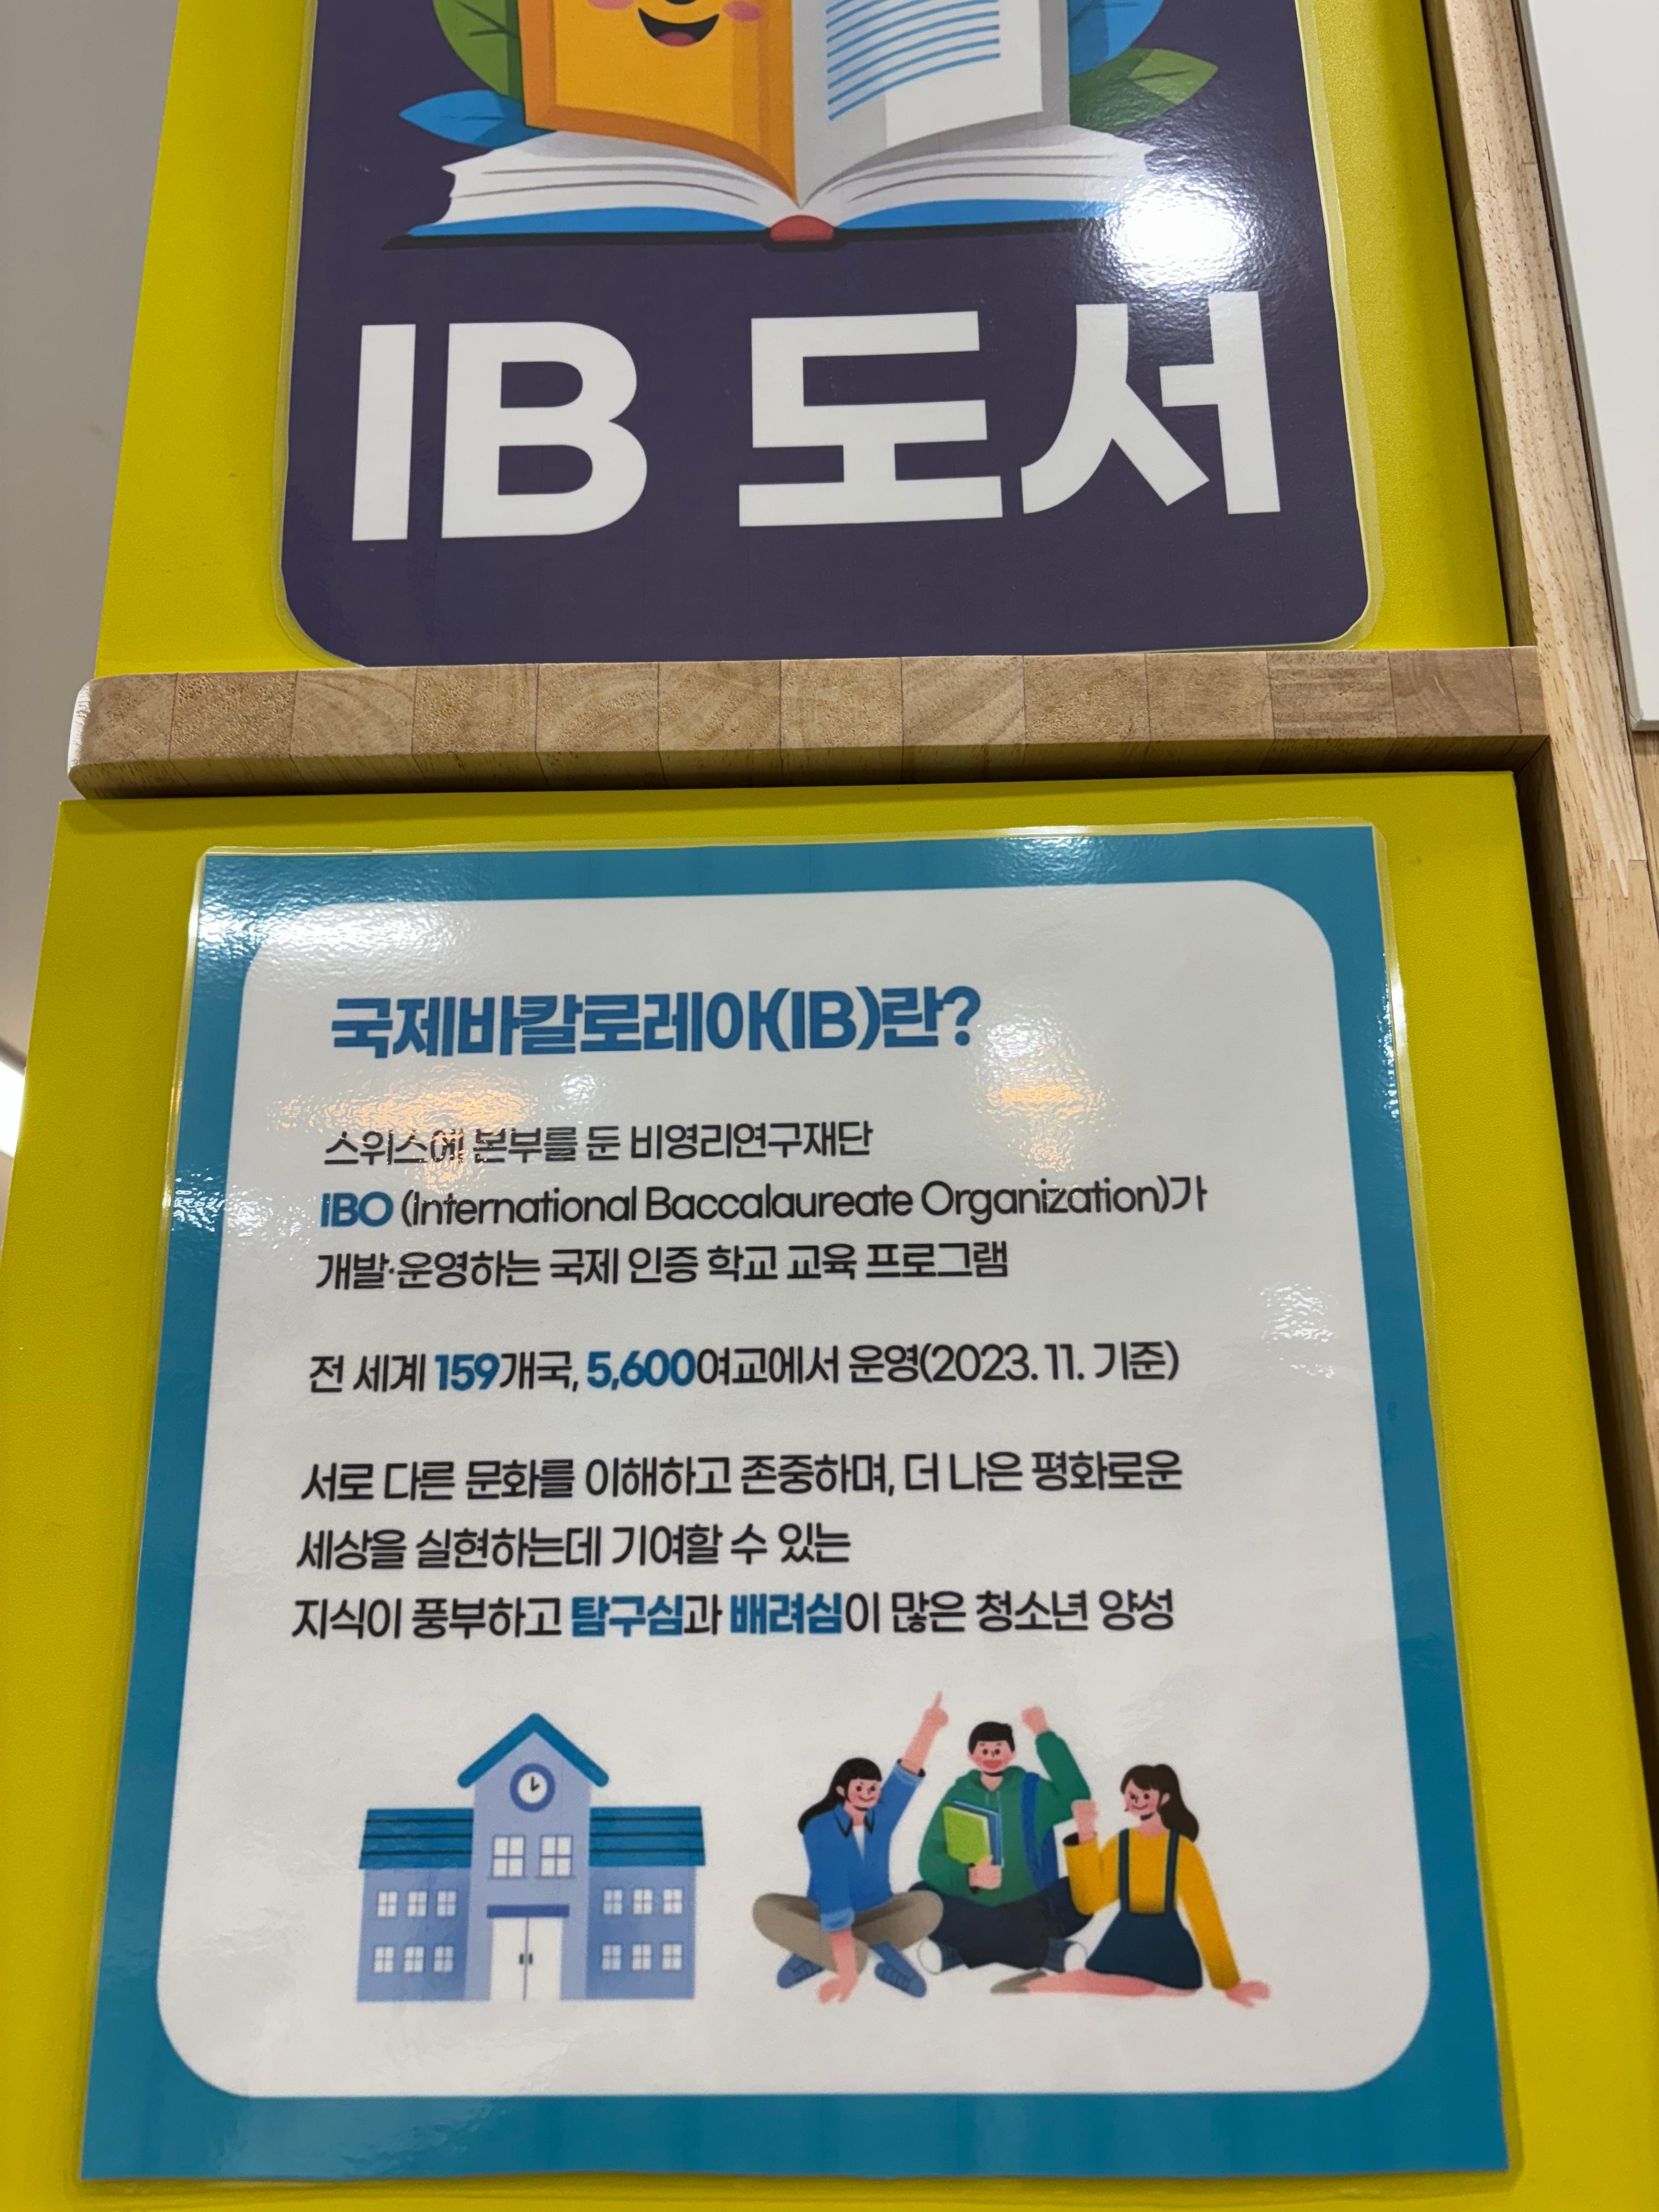 IB 도서
국제바칼로레아(IB)란?
스위스에 본부를 둔 비영리연구재단
IBO (International Baccalaureate Organization)가
개발·운영하는 국제 인증 학교 교육 프로그램
전 세계 159개국, 5,600여교에서 운영(2023. 11. 기준)
서로 다른 문화를 이해하고 존중하며, 더 나은 평화로운
세상을 실현하는데 기여할 수 있는
지식이 풍부하고 탐구심과 배려심이 많은 청소년 양성